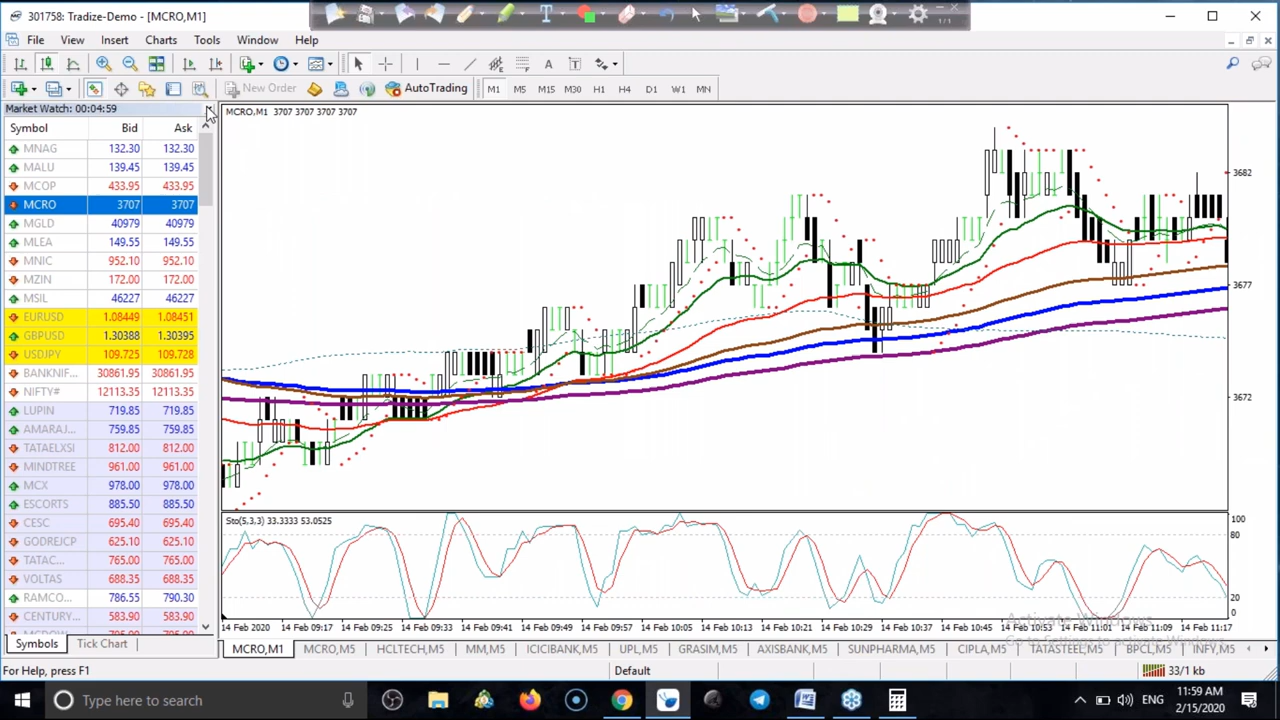 301758: Tradize-Demo - [MCRO,M1]
1/1
File View Insert Charts Tools Window Help
New Order AutoTrading M1 M5 M15 M30 H1 H4 D1 W1 MN
Market Watch: 00:04:59
Symbol Bid Ask
MNAG 132.30 132.30
MALU 139.45 139.45
MCOP 433.95 433.95
MCRO 3707 3707
MGLD 40979 40979
MLEA 149.55 149.55
MNIC 952.10 952.10
MZIN 172.00 172.00
MSIL 46227 46227
EURUSD 1.08449 1.08451
GBPUSD 1.30388 1.30395
USDJPY 109.725 109.728
BANKNIF... 30861.95 30861.95
NIFTY# 12113.35 12113.35
LUPIN 719.85 719.85
AMARAJ... 759.85 759.85
TATAELXSI 812.00 812.00
MINDTREE 961.00 961.00
MCX 978.00 978.00
ESCORTS 885.50 885.50
CESC 695.40 695.40
GODREJCP 625.10 625.10
TATAC... 765.00 765.00
VOLTAS 688.35 688.35
RAMCO... 786.55 790.30
CENTURY... 583.90 583.90
Symbols Tick Chart
MCRO,M1 3707 3707 3707 3707
3682
3677
3672
Sto(5,3,3) 33.3333 53.0525
100
80
20
0
14 Feb 2020 14 Feb 09:17 14 Feb 09:25 14 Feb 09:33 14 Feb 09:41 14 Feb 09:49 14 Feb 09:57 14 Feb 10:05 14 Feb 10:13 14 Feb 10:21 14 Feb 10:29 14 Feb 10:37 14 Feb 10:45 14 Feb 10:53 14 Feb 11:01 14 Feb 11:09 14 Feb 11:17
Activate Windows
Go to Settings to activate Windows.
MCRO,M1 MCRO,M5 HCLTECH,M5 MM,M5 ICICIBANK,M5 UPL,M5 GRASIM,M5 AXISBANK,M5 SUNPHARMA,M5 CIPLA,M5 TATASTEEL,M5 BPCL,M5 INFY,M5
For Help, press F1 Default 33/1 kb
Type here to search ENG 11:59 AM
2/15/2020